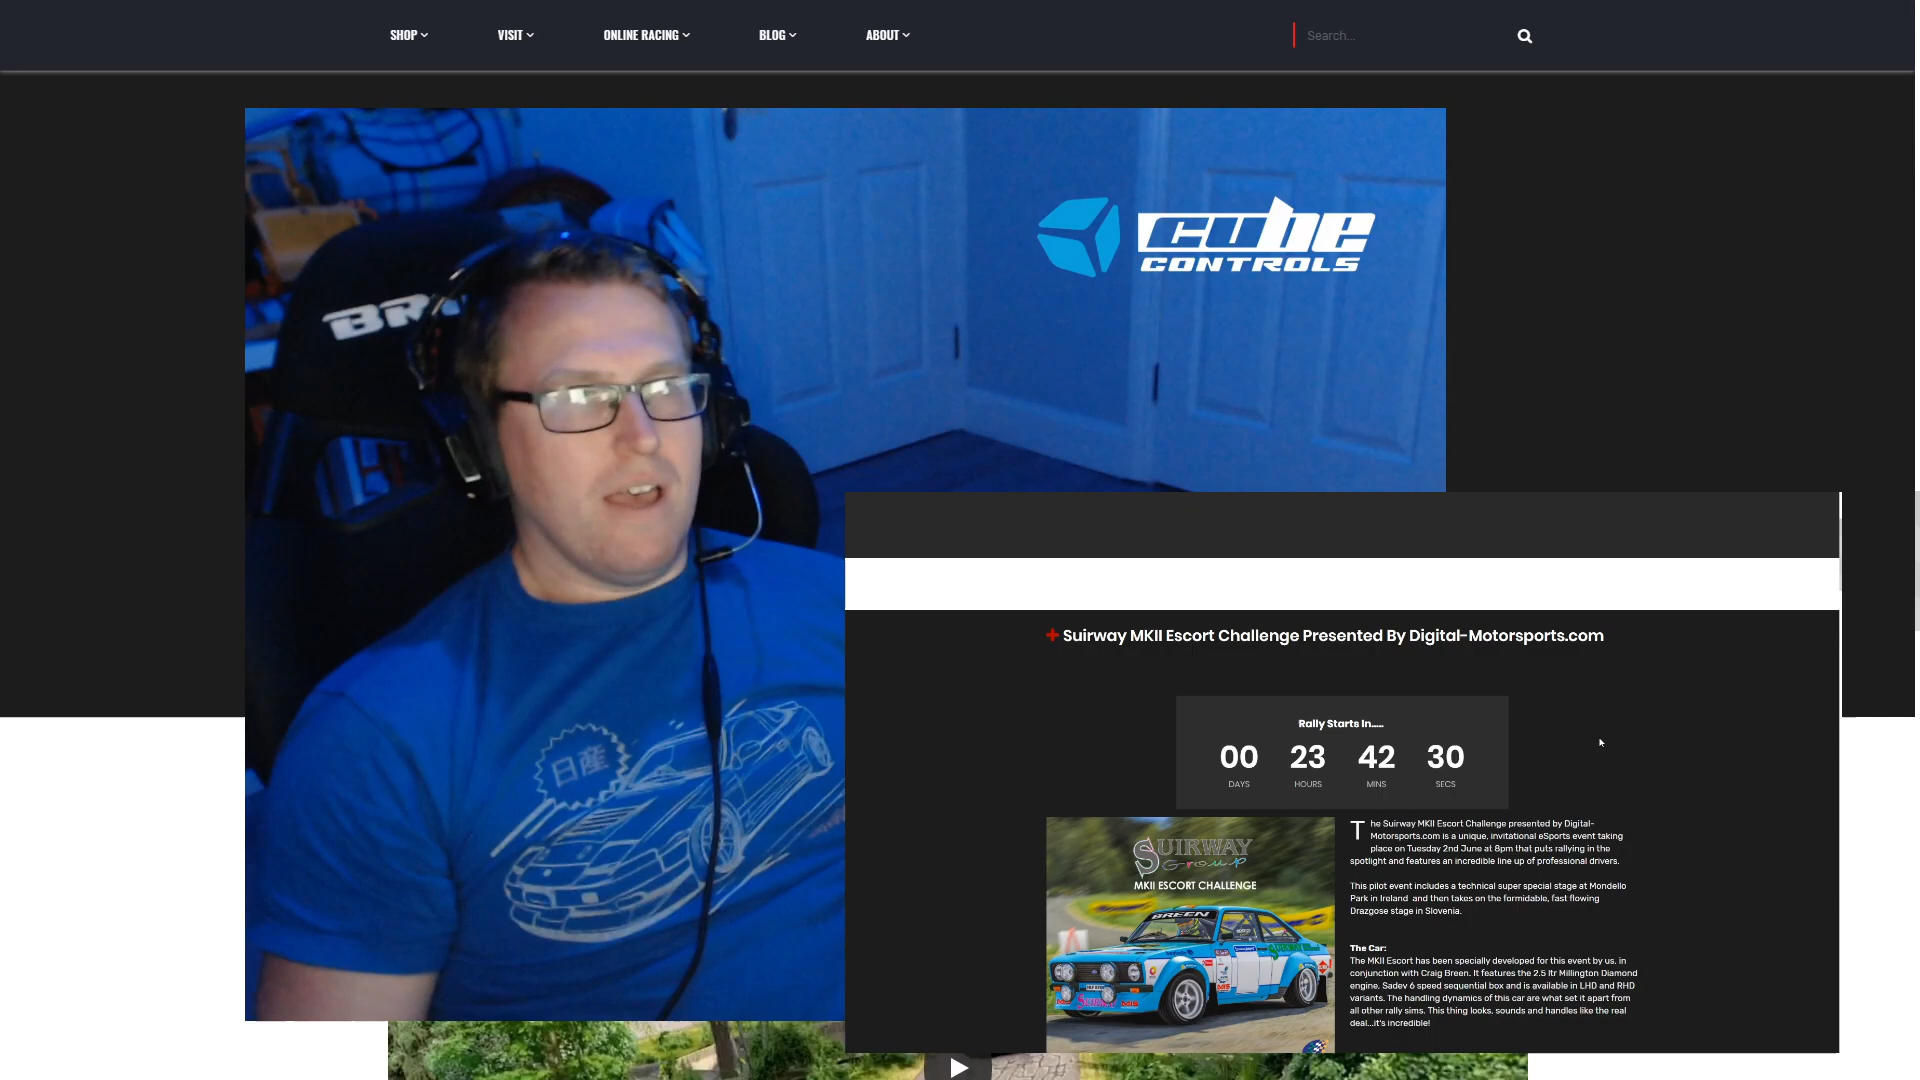 SHOP
VISIT
ONLINE RACING
BLOG
ABOUT
Search...
cube
CONTROLS
日産
Suirway MKII Escort Challenge Presented By Digital-Motorsports.com
Rally Starts In.....
00 23 42 30
DAYS HOURS MINS SECS
SUIRWAY
Group
MKII ESCORT CHALLENGE
BREEN
The Suirway MKII Escort Challenge presented by Digital-
Motorsports.com is a unique, invitational eSports event taking
place on Tuesday 2nd June at 8pm that puts rallying in the
spotlight and features an incredible line up of professional drivers.
This pilot event includes a technical super special stage at Mondello
Park in Ireland and then takes on the formidable, fast flowing
Drazgose stage in Slovenia.
The Car:
The MKII Escort has been specially developed for this event by us, in
conjunction with Craig Breen. It features the 2.5 ltr Millington Diamond
engine, Sadev 6 speed sequential box and is available in LHD and RHD
variants. The handling dynamics of this car are what set it apart from
all other rally sims. This thing looks, sounds and handles like the real
deal...it's incredible!